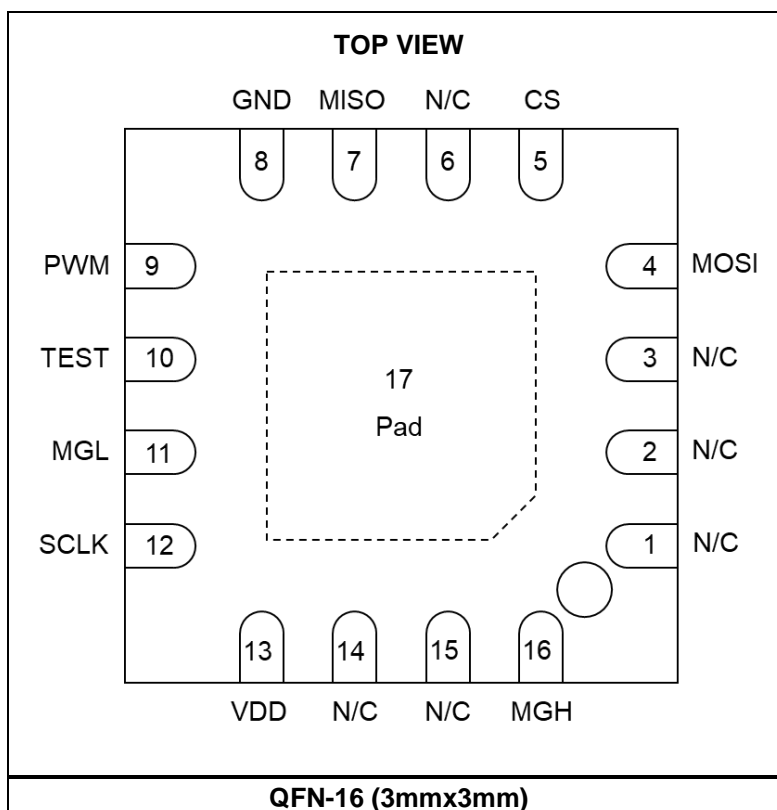 TOP VIEW
GND MISO N/C CS
8 7 6 5
PWM 9 4 MOSI
TEST 10 3 N/C
17
Pad
MGL 11 2 N/C
SCLK 12 1 N/C
13 14 15 16
VDD N/C N/C MGH
QFN-16 (3mmx3mm)